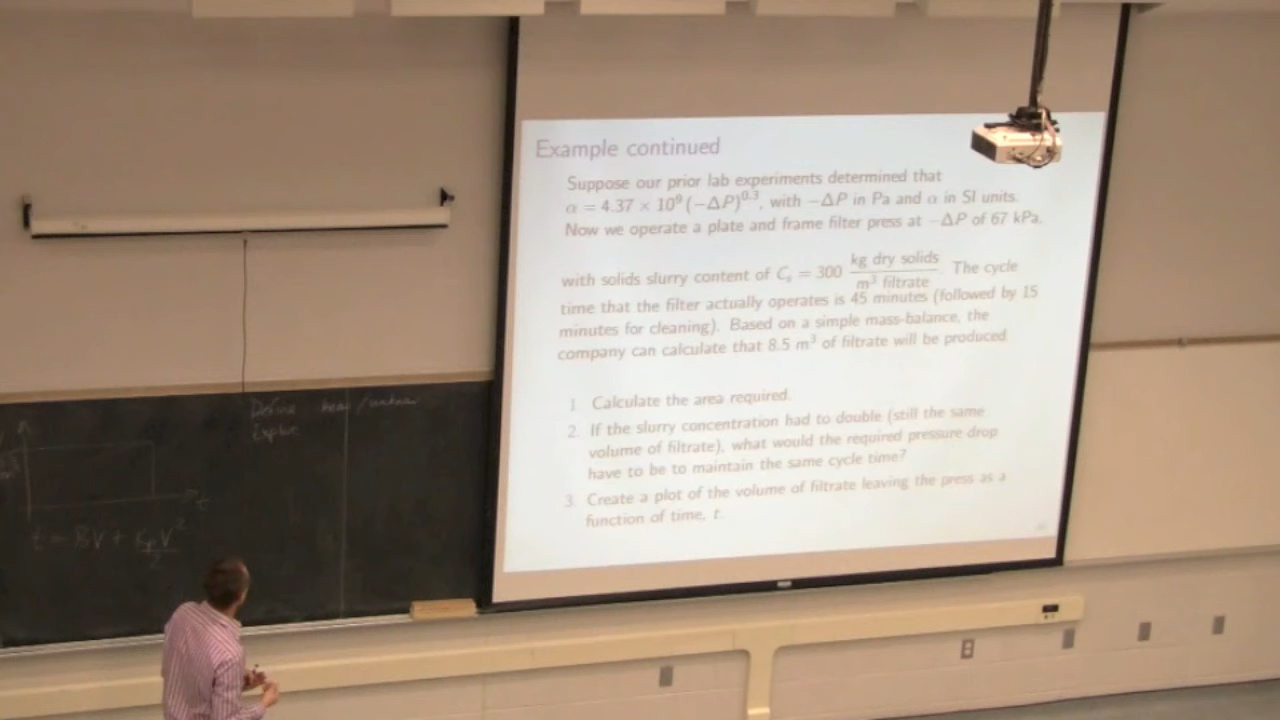 Example continued
Suppose our prior lab experiments determined that
α = 4.37 × 10⁹(−ΔP)^0.3, with −ΔP in Pa and α in SI units.
Now we operate a plate and frame filter press at −ΔP of 67 kPa,
with solids slurry content of Cₛ = 300 kg dry solids / m³ filtrate. The cycle
time that the filter actually operates is 45 minutes (followed by 15
minutes for cleaning). Based on a simple mass-balance, the
company can calculate that 8.5 m³ of filtrate will be produced.
1. Calculate the area required.
2. If the slurry concentration had to double (still the same
volume of filtrate), what would the required pressure drop
have to be to maintain the same cycle time?
3. Create a plot of the volume of filtrate leaving the press as a
function of time, t.
Define
t